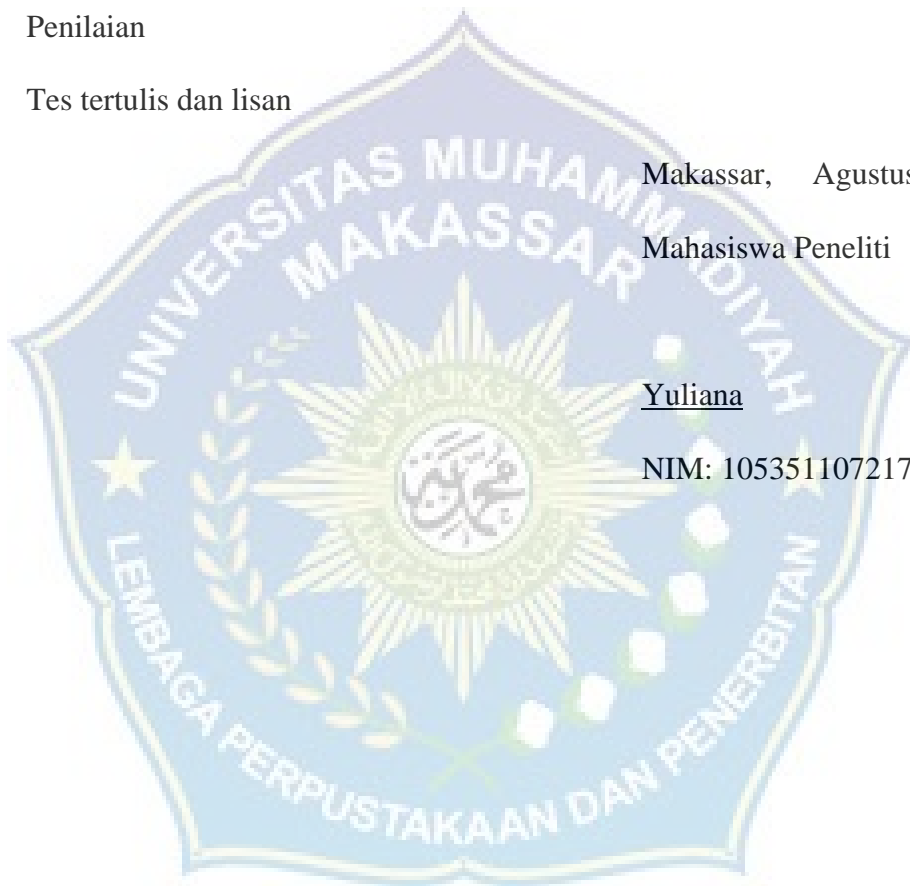 Penilaian
Tes tertulis dan lisan
Makassar, Agustus
Mahasiswa Peneliti
Yuliana
NIM: 105351107217
UNIVERSITAS MUHAMMADIYAH
MAKASSAR
LEMBAGA PERPUSTAKAAN DAN PENERBITAN